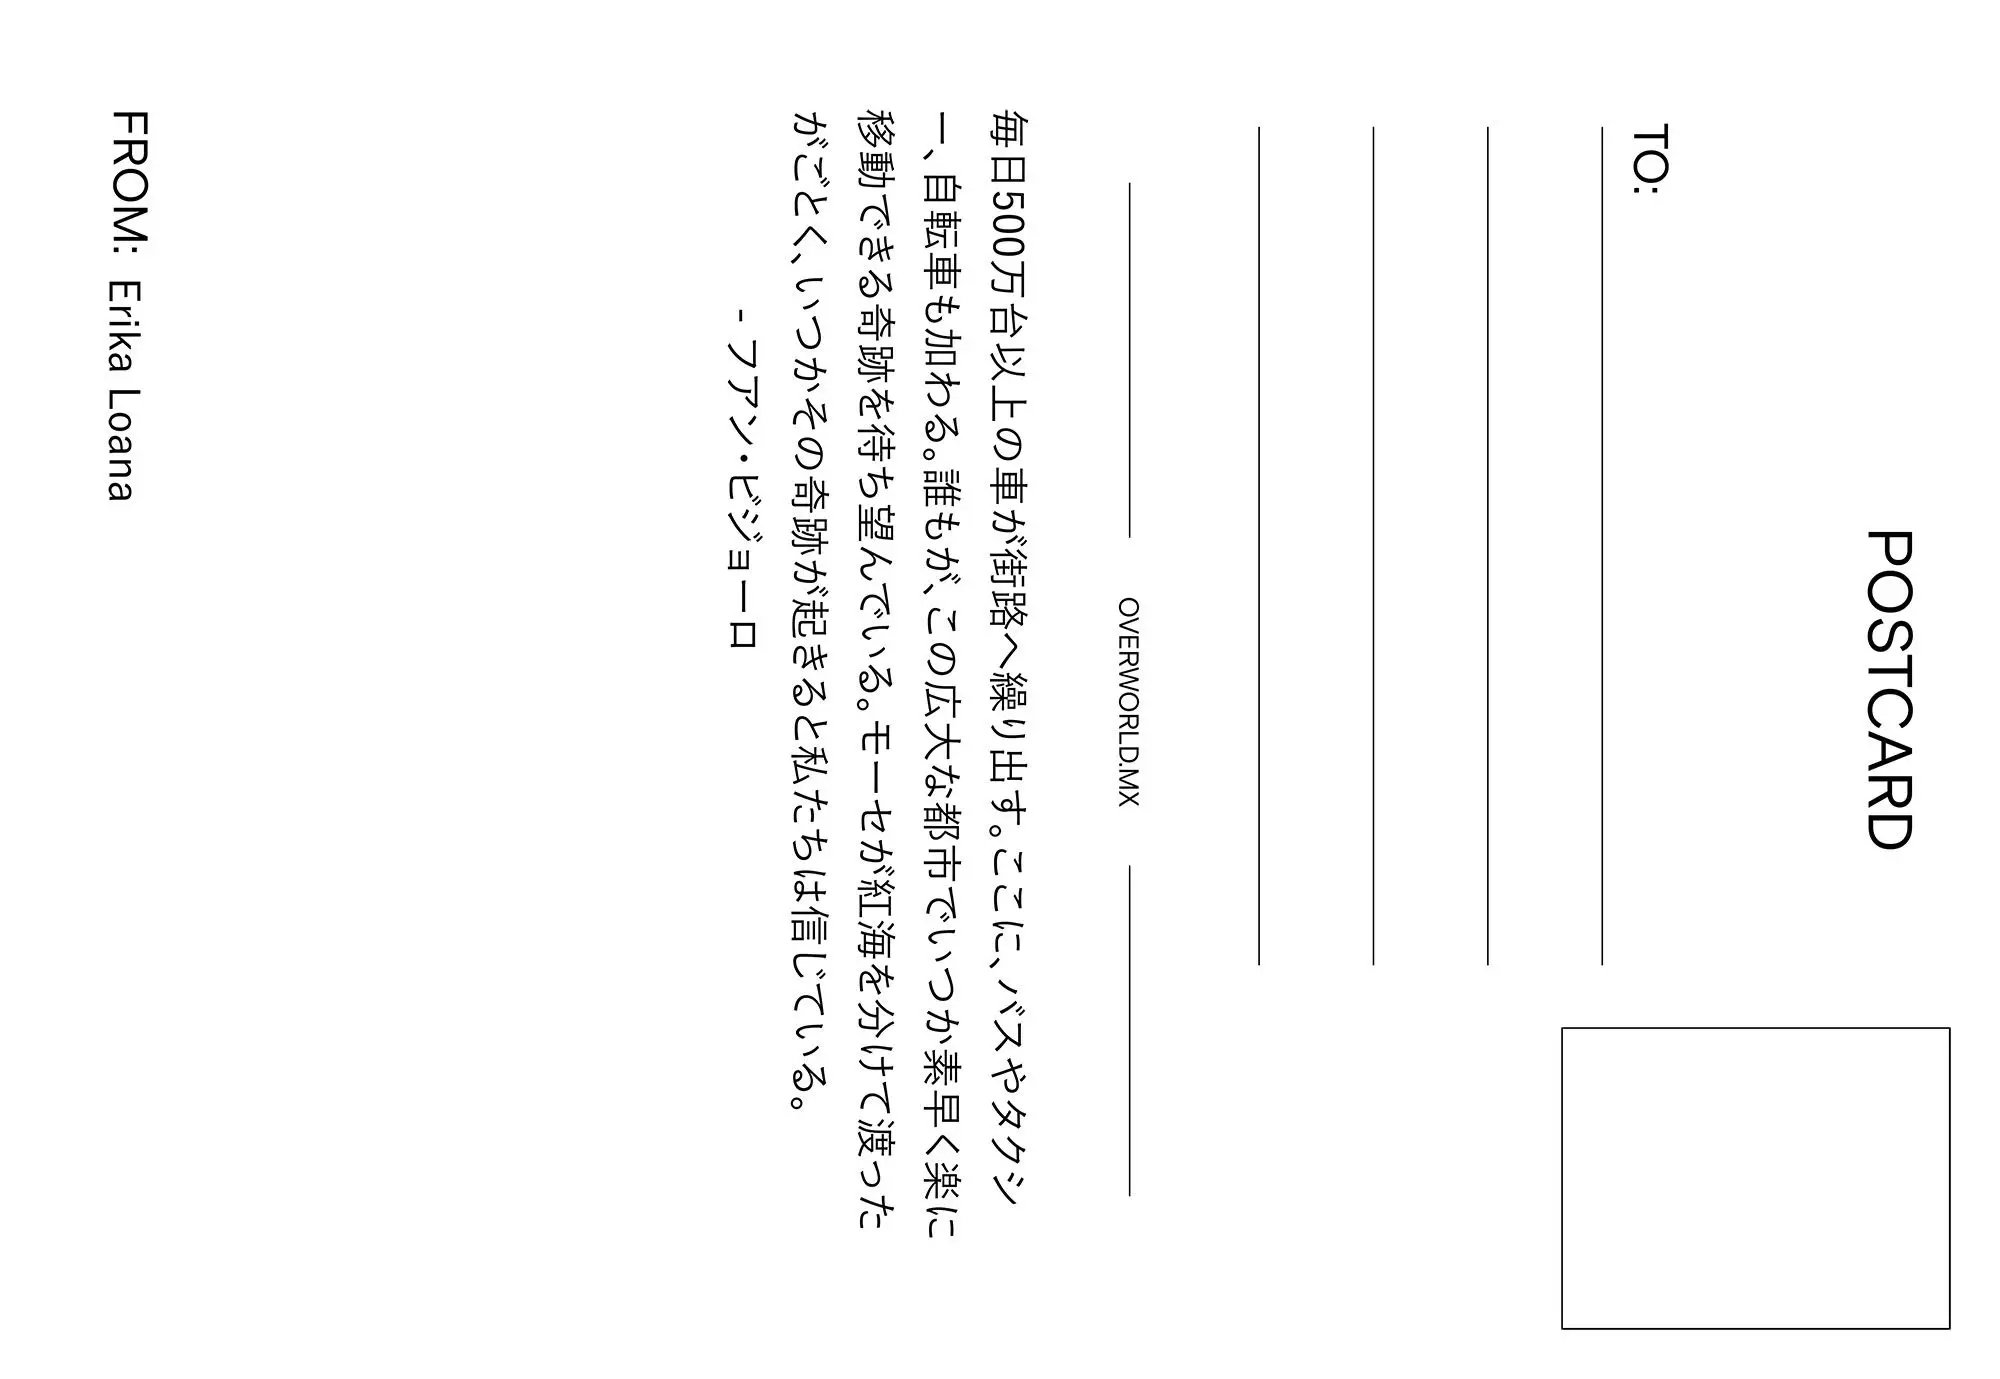 POSTCARD
TO:
OVERWORLD.MX
毎日500万台以上の車が街路へ繰り出す。ここに、バスやタクシ
ー、自転車も加わる。誰もが、この広大な都市でいつか素早く楽に
移動できる奇跡を待ち望んでいる。モーセが紅海を分けて渡った
がごとく、いつかその奇跡が起きると私たちは信じている。
- フアン・ビジョーロ
FROM: Erika Loana